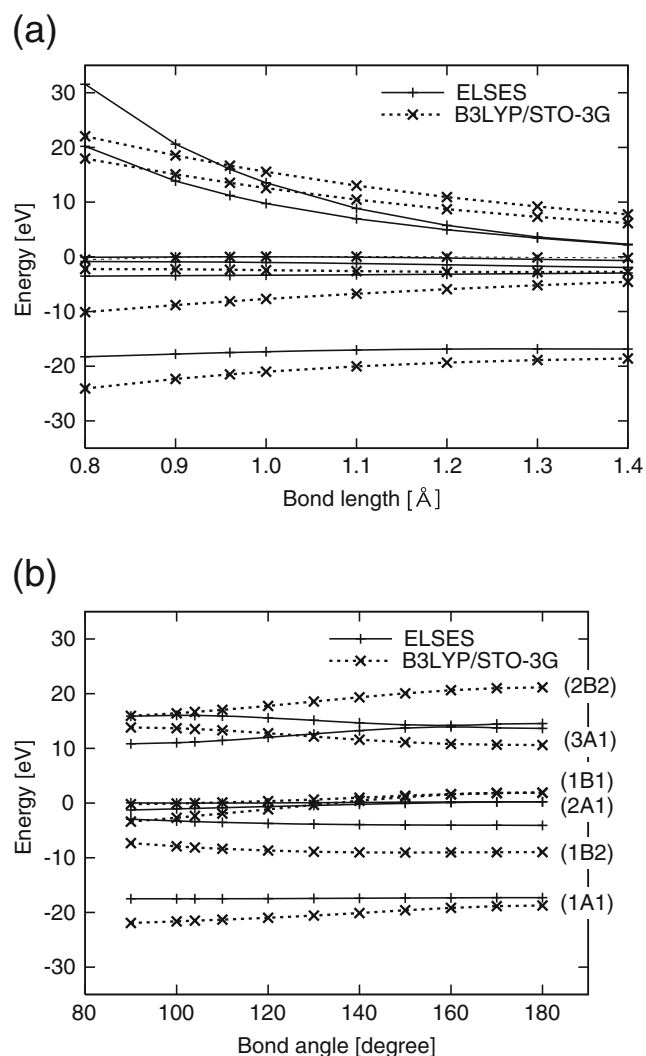 (a)
ELSES
B3LYP/STO-3G
30
20
10
0
-10
-20
-30
Energy [eV]
0.8 0.9 1.0 1.1 1.2 1.3 1.4
Bond length [Å]
(b)
ELSES
B3LYP/STO-3G
30
20
10
0
-10
-20
-30
Energy [eV]
(2B2)
(3A1)
(1B1)
(2A1)
(1B2)
(1A1)
80 100 120 140 160 180
Bond angle [degree]